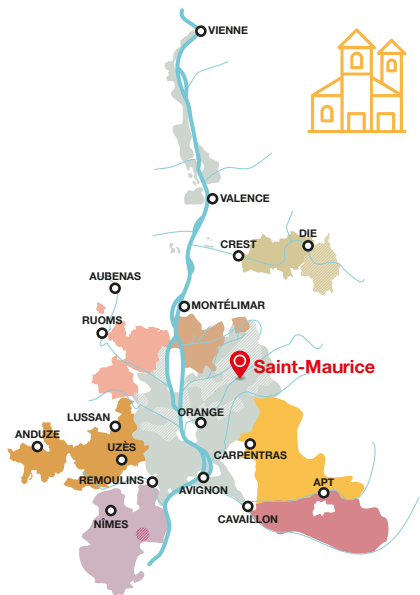 VIENNE
VALENCE
DIE
CREST
AUBENAS
MONTÉLIMAR
RUOMS
Saint-Maurice
ORANGE
LUSSAN
ANDUZE
UZÈS
CARPENTRAS
REMOULINS
AVIGNON
APT
CAVAILLON
NÎMES